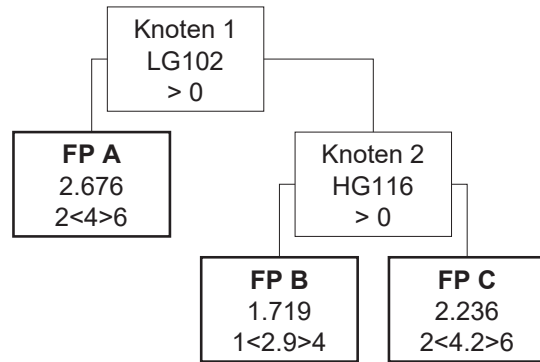 Knoten 1
LG102
> 0
FP A
2.676
2<4>6
Knoten 2
HG116
> 0
FP B
1.719
1<2.9>4
FP C
2.236
2<4.2>6